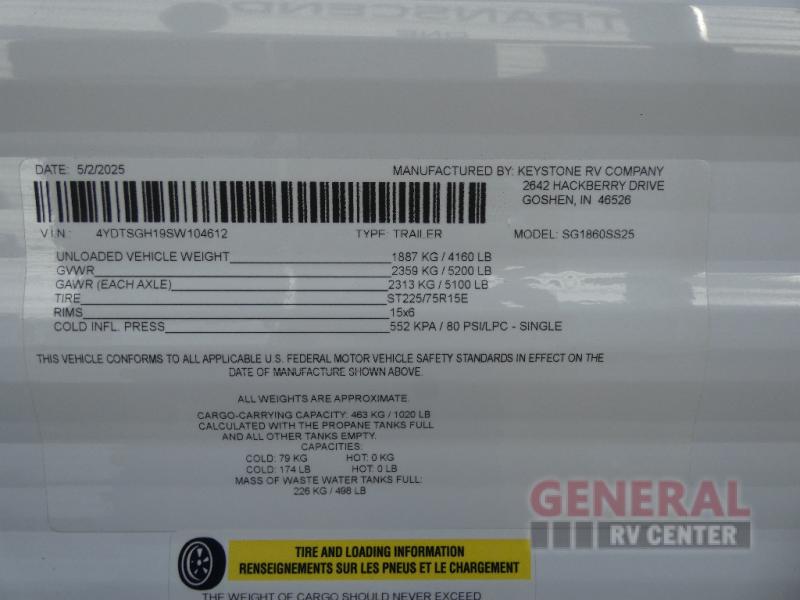 TRANSCEND
ONE
DATE: 5/2/2025
MANUFACTURED BY: KEYSTONE RV COMPANY
2642 HACKBERRY DRIVE
GOSHEN, IN 46526
V.I.N.: 4YDTSGH19SW104612 TYPE: TRAILER MODEL: SG1860SS25
UNLOADED VEHICLE WEIGHT 1887 KG / 4160 LB
GVWR 2359 KG / 5200 LB
GAWR (EACH AXLE) 2313 KG / 5100 LB
TIRE ST225/75R15E
RIMS 15x6
COLD INFL. PRESS 552 KPA / 80 PSI/LPC - SINGLE
THIS VEHICLE CONFORMS TO ALL APPLICABLE U.S. FEDERAL MOTOR VEHICLE SAFETY STANDARDS IN EFFECT ON THE
DATE OF MANUFACTURE SHOWN ABOVE.
ALL WEIGHTS ARE APPROXIMATE.
CARGO-CARRYING CAPACITY: 463 KG / 1020 LB
CALCULATED WITH THE PROPANE TANKS FULL
AND ALL OTHER TANKS EMPTY.
CAPACITIES:
COLD: 79 KG HOT: 0 KG
COLD: 174 LB HOT: 0 LB
MASS OF WASTE WATER TANKS FULL:
226 KG / 498 LB
GENERAL
RV CENTER
TIRE AND LOADING INFORMATION
RENSEIGNEMENTS SUR LES PNEUS ET LE CHARGEMENT
THE WEIGHT OF CARGO SHOULD NEVER EXCEED